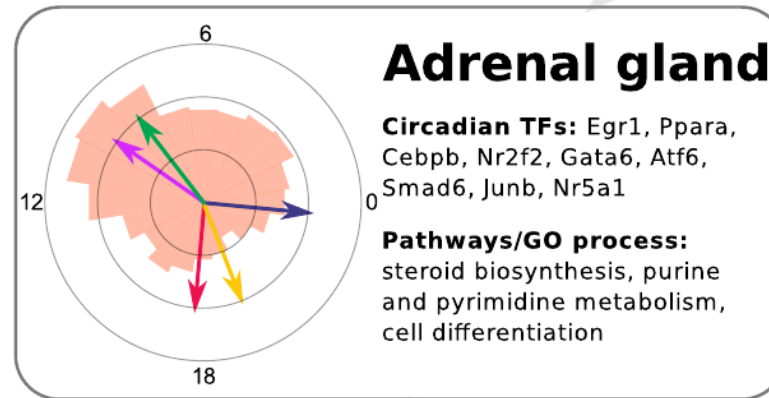 6
12
0
18
Adrenal gland
Circadian TFs: Egr1, Ppara,
Cebpb, Nr2f2, Gata6, Atf6,
Smad6, Junb, Nr5a1
Pathways/GO process:
steroid biosynthesis, purine
and pyrimidine metabolism,
cell differentiation